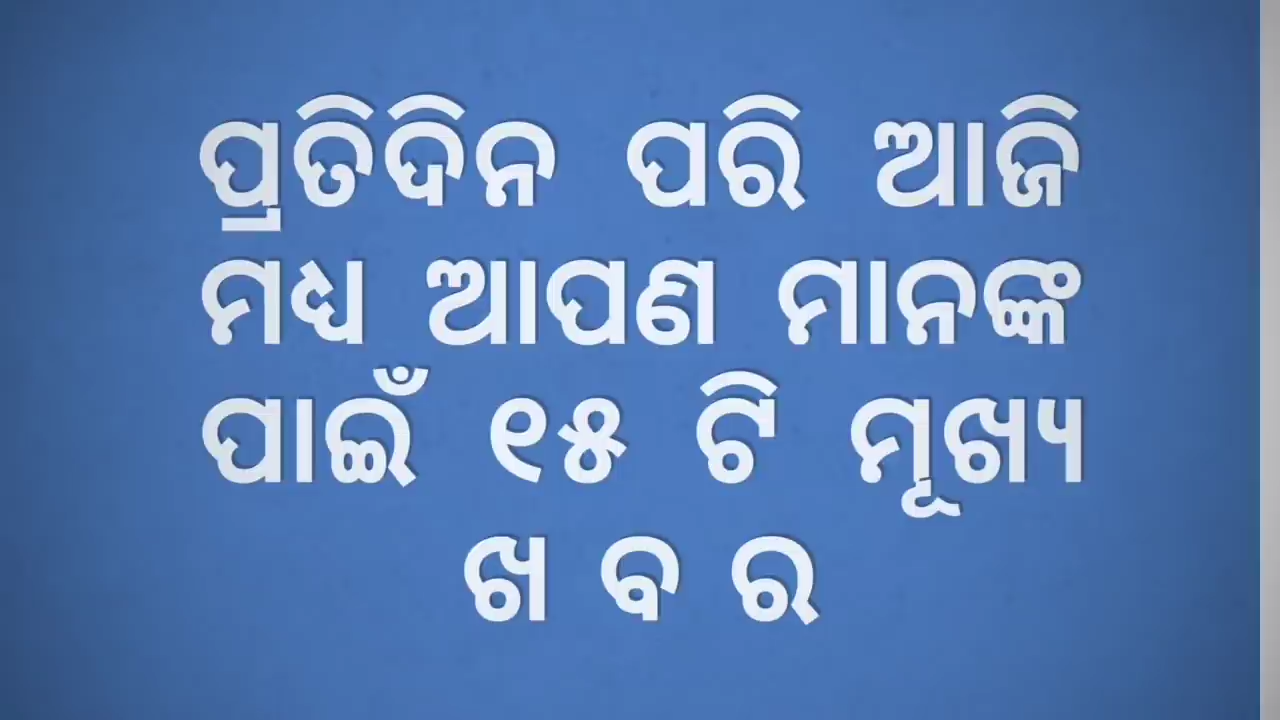 ପ୍ରତିଦିନ ପରି ଆଜି
ମଧ୍ୟ ଆପଣ ମାନଙ୍କ
ପାଇଁ ୧୫ ଟି ମୂଖ୍ୟ
ଖ ବ ର